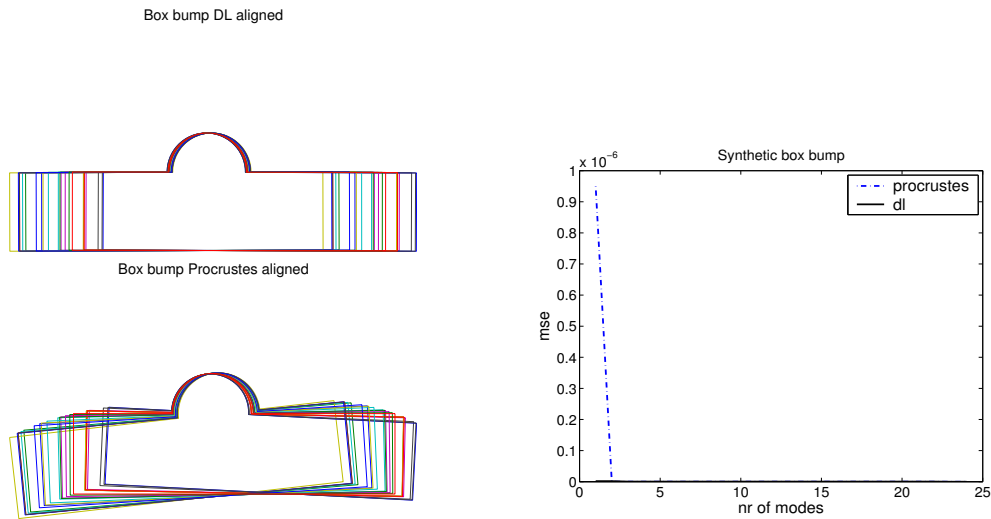 Box bump DL aligned
Box bump Procrustes aligned
Synthetic box bump
x 10^-6
1
0.9
0.8
0.7
0.6
0.5
0.4
0.3
0.2
0.1
0
mse
procrustes
dl
0 5 10 15 20 25
nr of modes